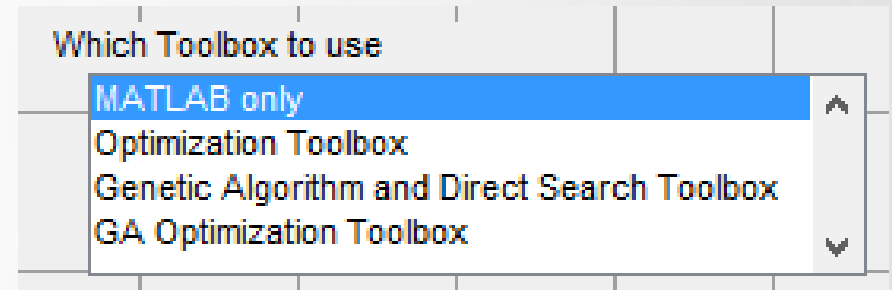 Which Toolbox to use
MATLAB only
Optimization Toolbox
Genetic Algorithm and Direct Search Toolbox
GA Optimization Toolbox